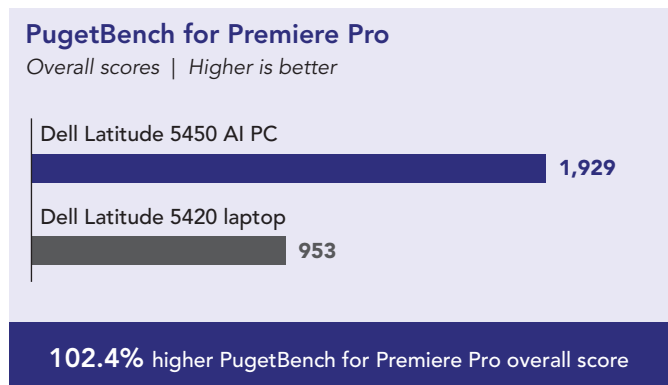 PugetBench for Premiere Pro
Overall scores | Higher is better
Dell Latitude 5450 AI PC
1,929
Dell Latitude 5420 laptop
953
102.4% higher PugetBench for Premiere Pro overall score